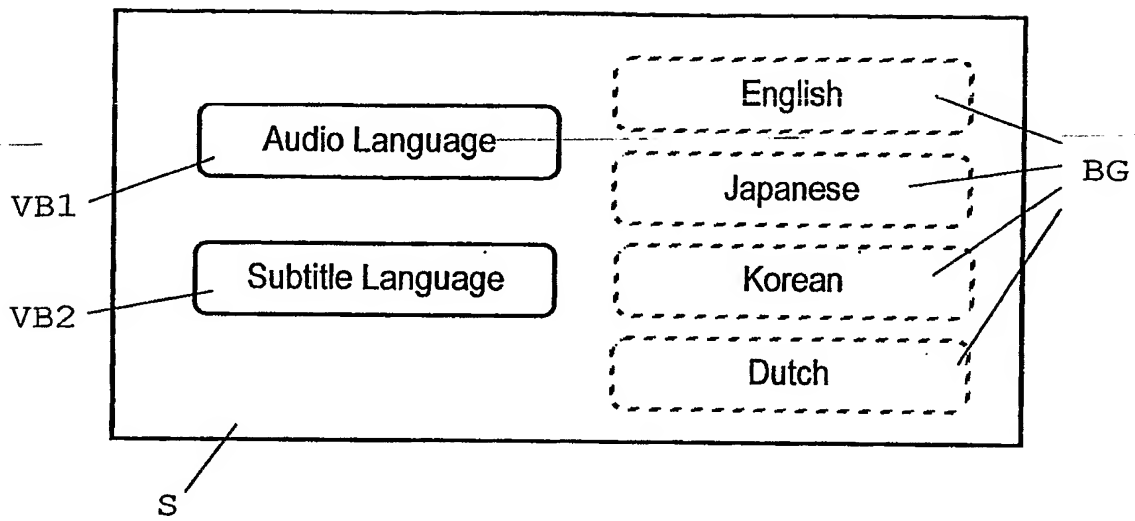 English
Audio Language
Japanese
BG
VB1
Subtitle Language
Korean
VB2
Dutch
S